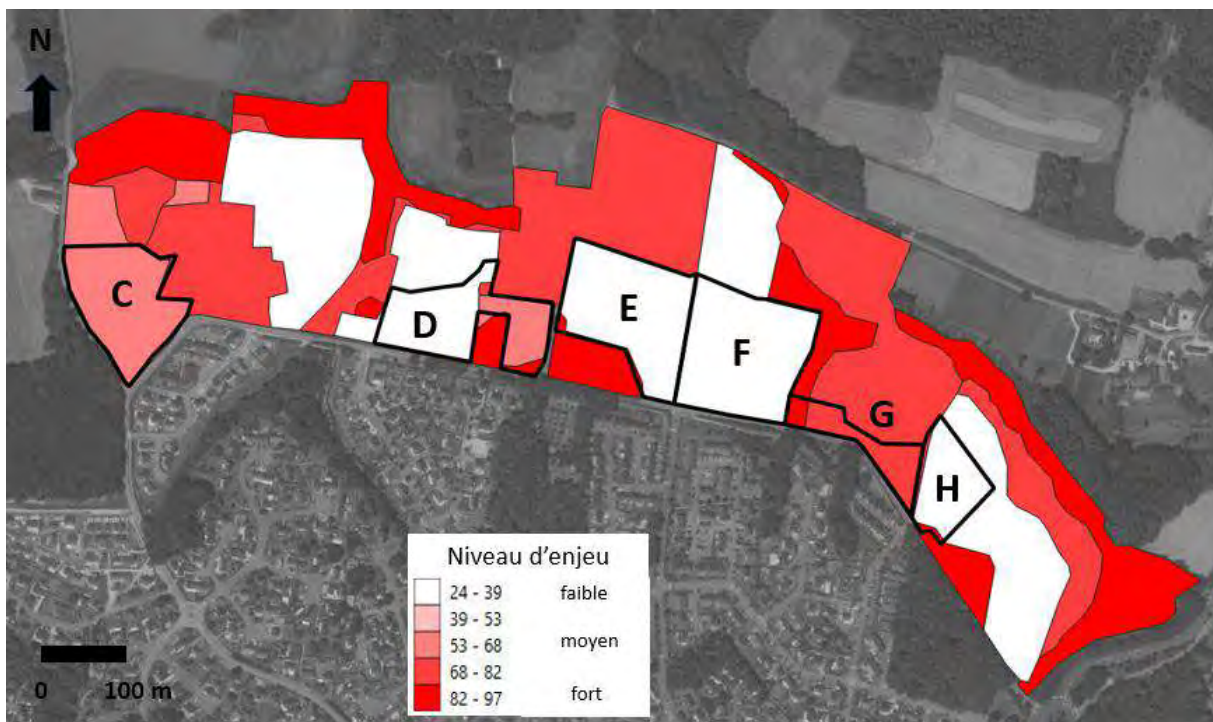 N
C
D
E
F
G
H
Niveau d'enjeu
24 - 39 faible
39 - 53
53 - 68 moyen
68 - 82
82 - 97 fort
0 100 m